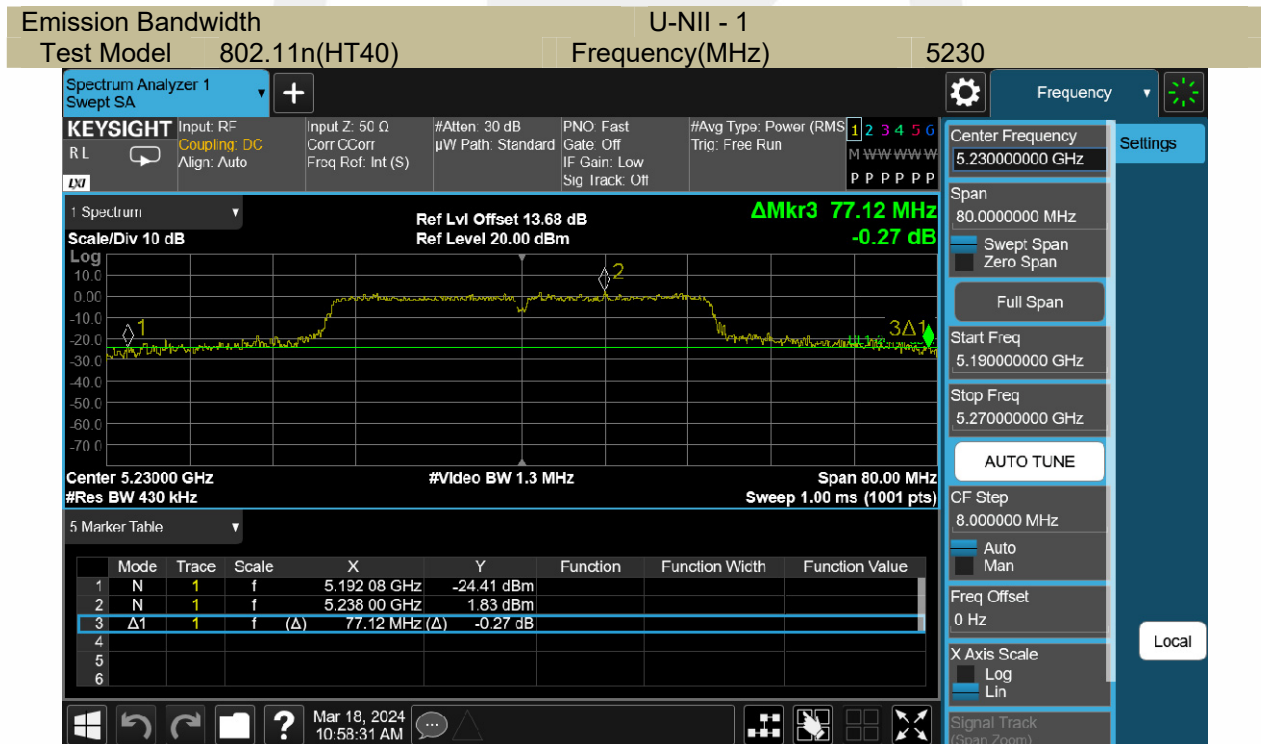 Emission Bandwidth U-NII - 1
Test Model 802.11n(HT40) Frequency(MHz) 5230
Spectrum Analyzer 1
Swept SA
Frequency
KEYSIGHT Input: RF Input Z: 50 Ω #Atten: 30 dB PNO: Fast #Avg Type: Power (RMS 1 2 3 4 5 6
RL Coupling: DC Corr CCorr µW Path: Standard Gate: Off Trig: Free Run
Align: Auto Freq Ref: Int (S) IF Gain: Low M W W W W W
LXI Sig Track: Off P P P P P P
Center Frequency
5.230000000 GHz
Settings
Span
80.0000000 MHz
Swept Span
Zero Span
Full Span
Start Freq
5.190000000 GHz
Stop Freq
5.270000000 GHz
AUTO TUNE
CF Step
8.000000 MHz
Auto
Man
Freq Offset
0 Hz
X Axis Scale
Log
Lin
Signal Track
(Span Zoom)
Local
1 Spectrum Ref Lvl Offset 13.68 dB ΔMkr3 77.12 MHz
Scale/Div 10 dB Ref Level 20.00 dBm -0.27 dB
Log
10.0
0.00
-10.0
-20.0
-30.0
-40.0
-50.0
-60.0
-70.0
1
2
3Δ1
Center 5.23000 GHz #Video BW 1.3 MHz Span 80.00 MHz
#Res BW 430 kHz Sweep 1.00 ms (1001 pts)
5 Marker Table
Mode Trace Scale X Y Function Function Width Function Value
1 N 1 f 5.192 08 GHz -24.41 dBm
2 N 1 f 5.238 00 GHz 1.83 dBm
3 Δ1 1 f (Δ) 77.12 MHz (Δ) -0.27 dB
4
5
6
? Mar 18, 2024
10:58:31 AM